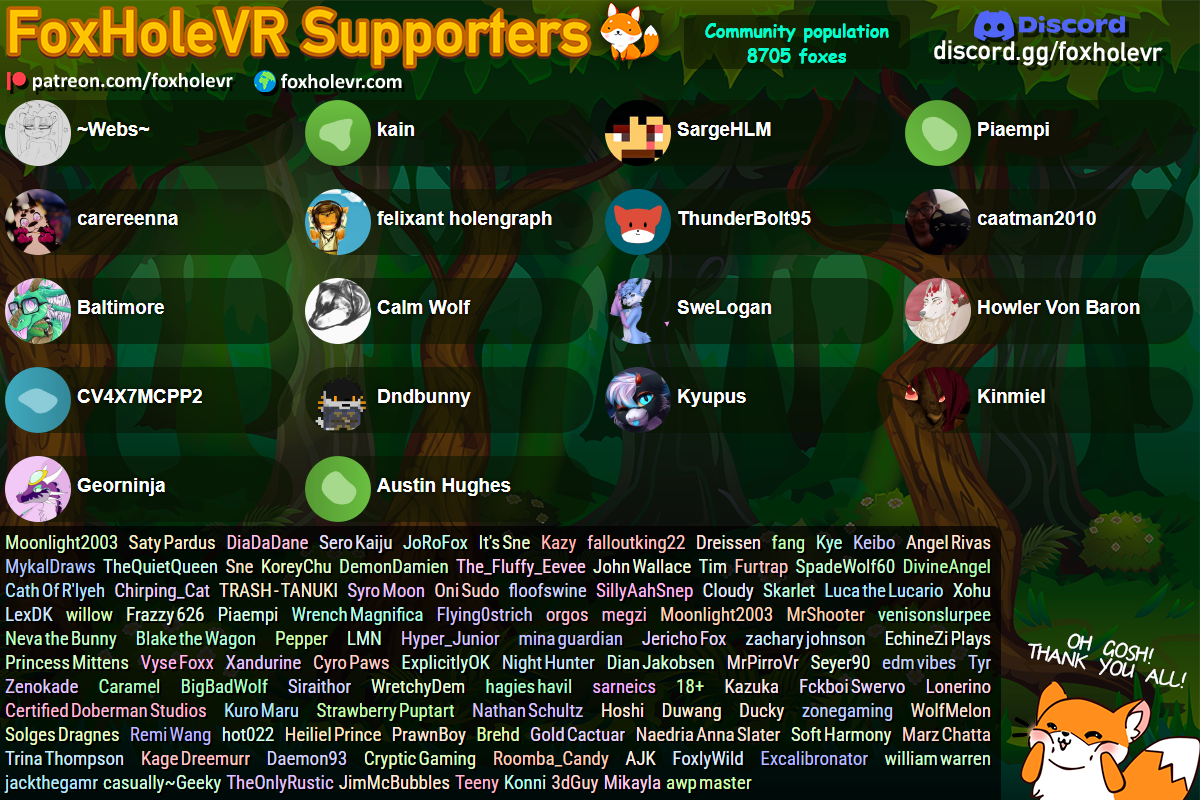 FoxHoleVR Supporters
Community population
8705 foxes
Discord
discord.gg/foxholevr
patreon.com/foxholevr foxholevr.com
~Webs~ kain SargeHLM Piaempi
carereenna felixant holengraph ThunderBolt95 caatman2010
Baltimore Calm Wolf SweLogan Howler Von Baron
CV4X7MCPP2 Dndbunny Kyupus Kinmiel
Georninja Austin Hughes
Moonlight2003 Saty Pardus DiaDaDane Sero Kaiju JoRoFox It's Sne Kazy falloutking22 Dreissen fang Kye Keibo Angel Rivas
MykalDraws TheQuietQueen Sne KoreyChu DemonDamien The_Fluffy_Eevee John Wallace Tim Furtrap SpadeWolf60 DivineAngel
Cath Of R'lyeh Chirping_Cat TRASH-TANUKI Syro Moon Oni Sudo floofswine SillyAahSnep Cloudy Skarlet Luca the Lucario Xohu
LexDK willow Frazzy 626 Piaempi Wrench Magnifica Flying0strich orgos megzi Moonlight2003 MrShooter venisonslurpee
Neva the Bunny Blake the Wagon Pepper LMN Hyper_Junior mina guardian Jericho Fox zachary johnson EchineZi Plays
Princess Mittens Vyse Foxx Xandurine Cyro Paws ExplicitlyOK Night Hunter Dian Jakobsen MrPirroVr Seyer90 edm vibes Tyr
Zenokade Caramel BigBadWolf Siraithor WretchyDem hagies havil sarneics 18+ Kazuka Fckboi Swervo Lonerino
Certified Doberman Studios Kuro Maru Strawberry Puptart Nathan Schultz Hoshi Duwang Ducky zonegaming WolfMelon
Solges Dragnes Remi Wang hot022 Heiliel Prince PrawnBoy Brehd Gold Cactuar Naedria Anna Slater Soft Harmony Marz Chatta
Trina Thompson Kage Dreemurr Daemon93 Cryptic Gaming Roomba_Candy AJK FoxlyWild Excalibronator william warren
jackthegamr casually~Geeky TheOnlyRustic JimMcBubbles Teeny Konni 3dGuy Mikayla awp master
OH GOSH!
THANK YOU ALL!